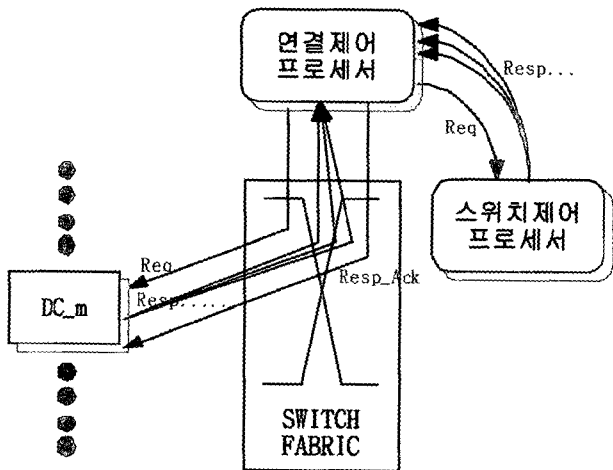 연결제어
프로세서
Resp...
Req
스위치제어
프로세서
Req
Resp_Ack
DC_m
Resp.....
SWITCH
FABRIC